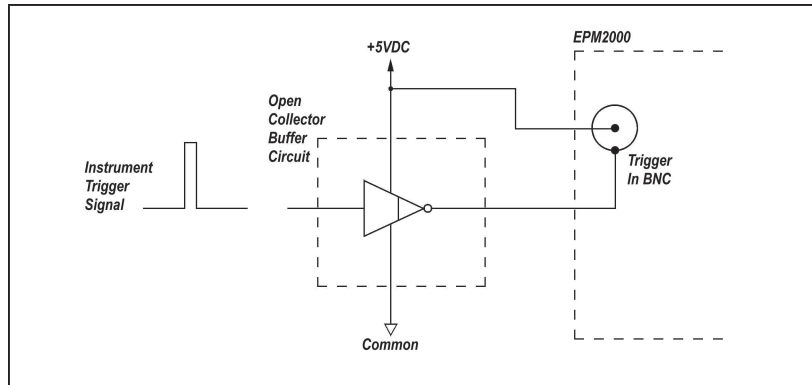 +5VDC
EPM2000
Open
Collector
Buffer
Circuit
Instrument
Trigger
Signal
Trigger
In BNC
Common